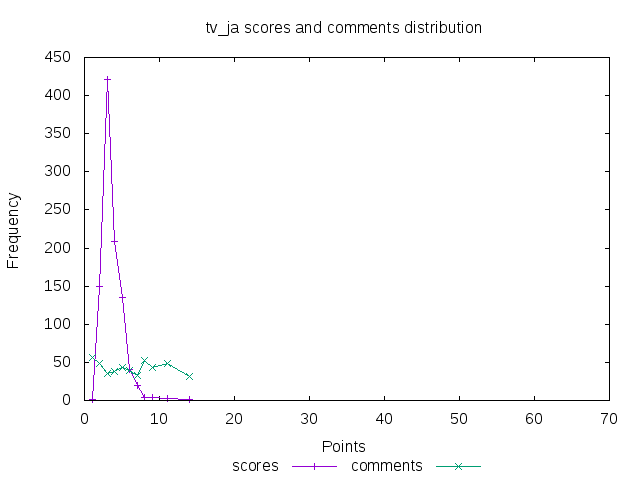 tv_ja scores and comments distribution
450
400
350
300
250
200
150
100
50
0
Frequency
0 10 20 30 40 50 60 70
Points
scores comments